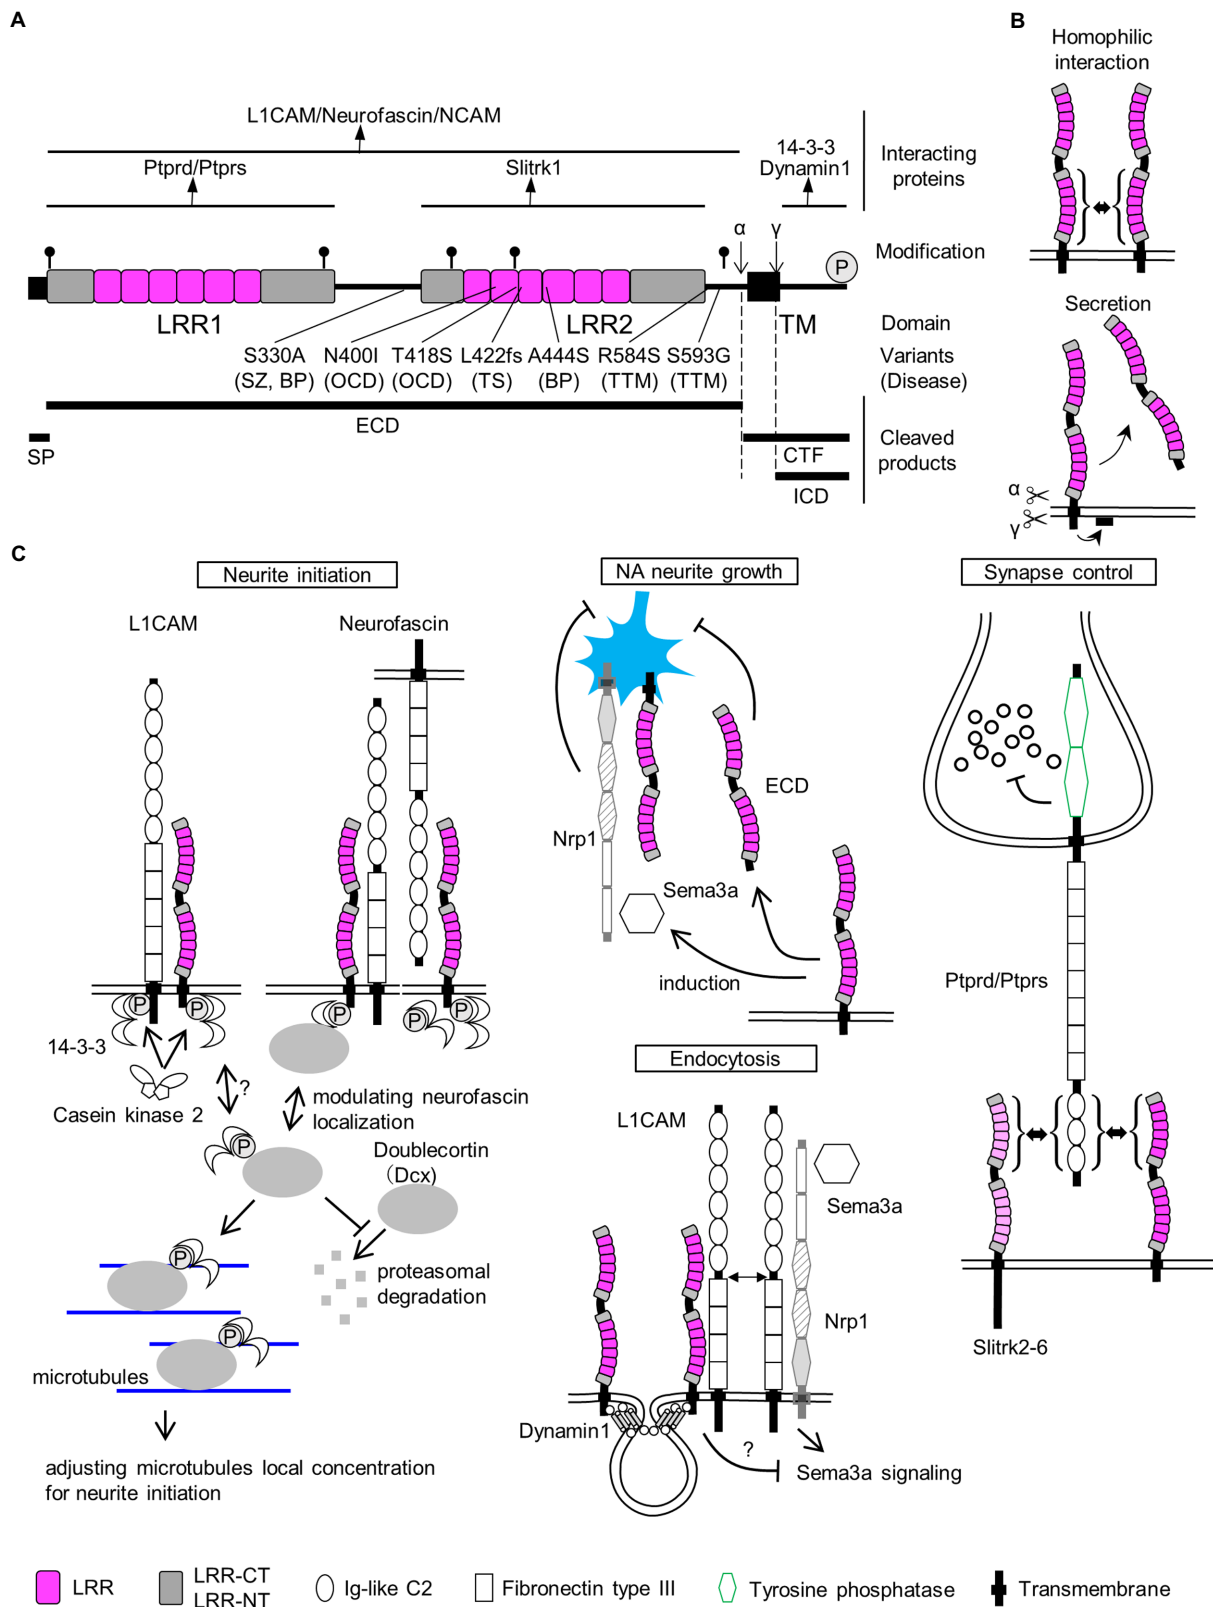 A
L1CAM/Neurofascin/NCAM
Ptprd/Ptprs
Slitrk1
14-3-3
Dynamin1
Interacting
proteins
α
γ
P
Modification
LRR1
LRR2
TM
Domain
S330A
(SZ, BP)
N400I
(OCD)
T418S
(OCD)
L422fs
(TS)
A444S
(BP)
R584S
(TTM)
S593G
(TTM)
Variants
(Disease)
ECD
SP
CTF
ICD
Cleaved
products
B
Homophilic
interaction
Secretion
α
γ
C
Neurite initiation
L1CAM
Neurofascin
P
P
P
P
P
14-3-3
Casein kinase 2
?
modulating neurofascin
localization
P
Doublecortin
(Dcx)
P
proteasomal
degradation
P
microtubules
adjusting microtubules local concentration
for neurite initiation
NA neurite growth
ECD
Nrp1
Sema3a
induction
Endocytosis
L1CAM
Sema3a
Nrp1
Dynamin1
?
Sema3a signaling
Synapse control
Ptprd/Ptprs
Slitrk2-6
LRR
LRR-CT
LRR-NT
Ig-like C2
Fibronectin type III
Tyrosine phosphatase
Transmembrane